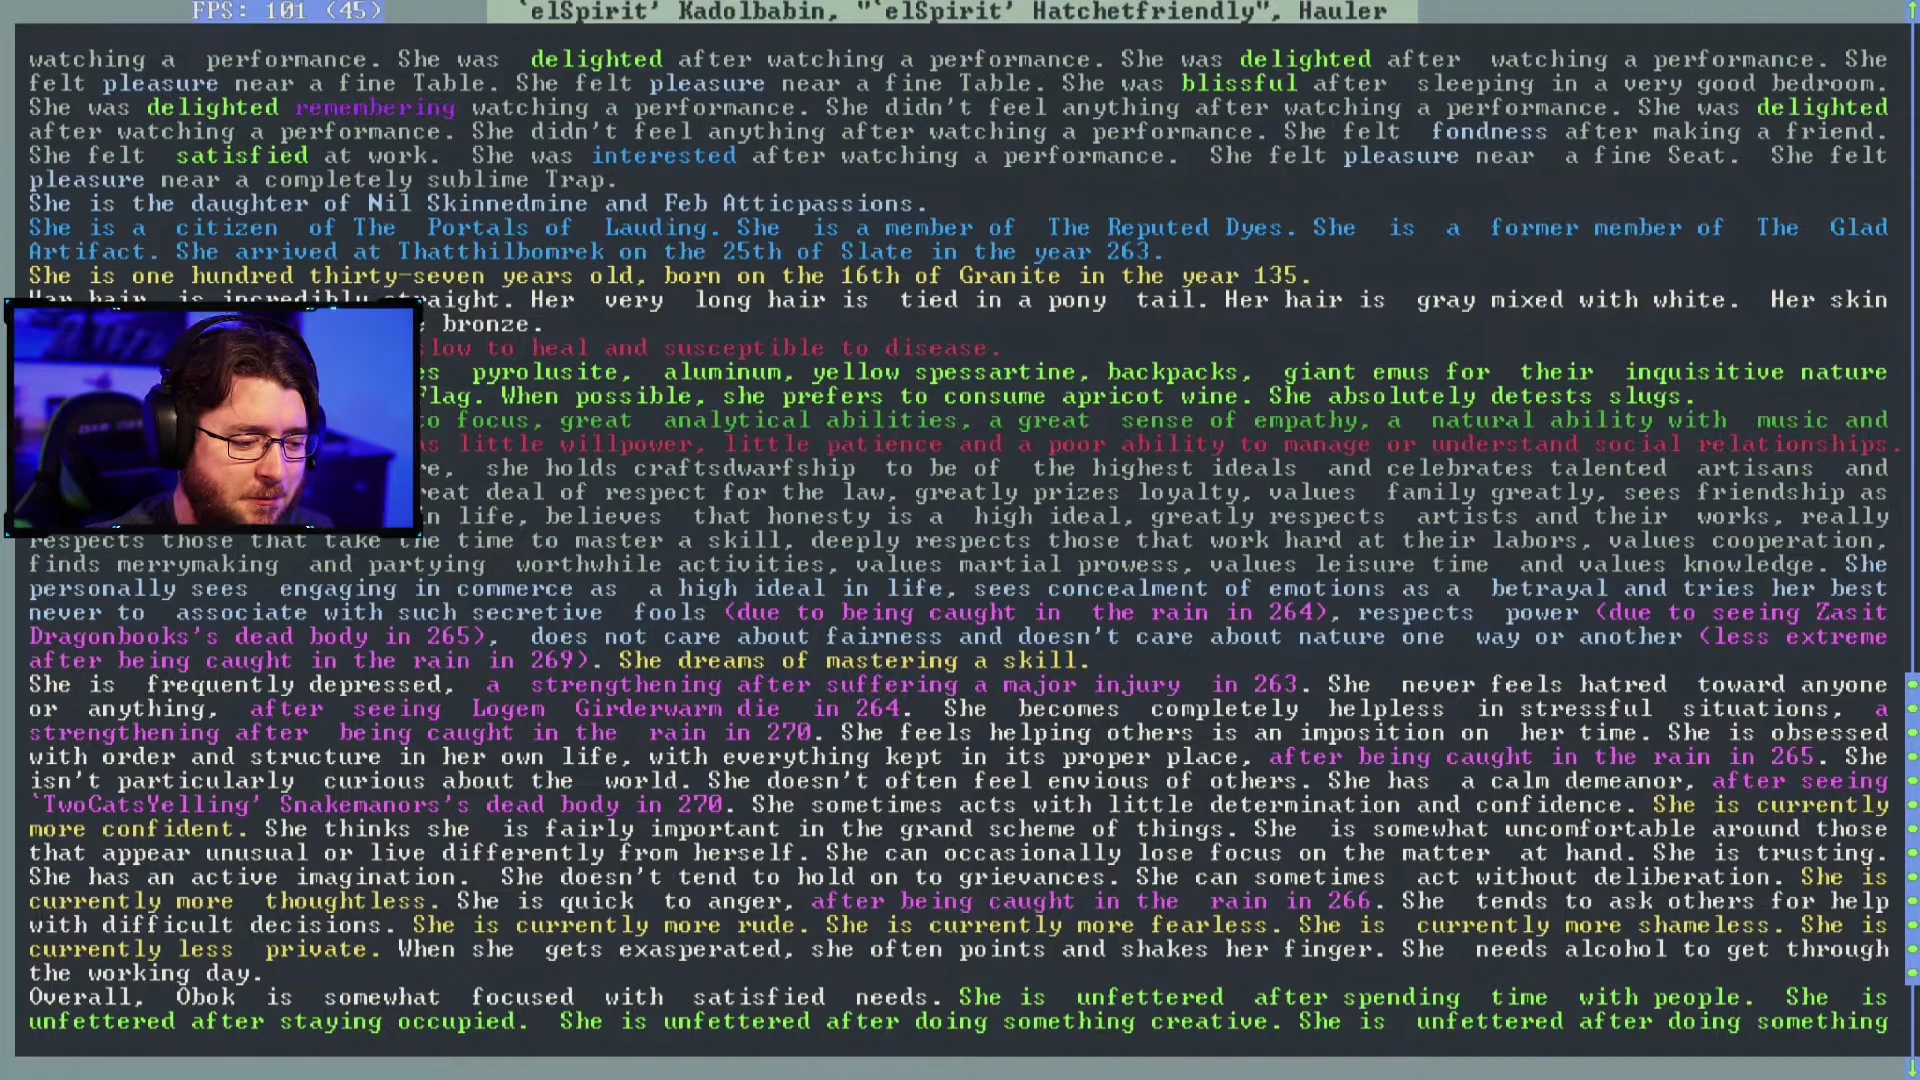 FPS: 101 (45)
`elSpirit' Kadolbabin, "`elSpirit' Hatchetfriendly", Hauler
watching a performance. She was delighted after watching a performance. She was delighted after watching a performance. She
felt pleasure near a fine Table. She felt pleasure near a fine Table. She was blissful after sleeping in a very good bedroom.
She was delighted remembering watching a performance. She didn't feel anything after watching a performance. She was delighted
after watching a performance. She didn't feel anything after watching a performance. She felt fondness after making a friend.
She felt satisfied at work. She was interested after watching a performance. She felt pleasure near a fine Seat. She felt
pleasure near a completely sublime Trap.
She is the daughter of Nil Skinnedmine and Feb Atticpassions.
She is a citizen of The Portals of Lauding. She is a member of The Reputed Dyes. She is a former member of The Glad
Artifact. She arrived at Thatthilbomrek on the 25th of Slate in the year 263.
She is one hundred thirty-seven years old, born on the 16th of Granite in the year 135.
Her hair is incredibly straight. Her very long hair is tied in a pony tail. Her hair is gray mixed with white. Her skin
bronze.
slow to heal and susceptible to disease.
pyrolusite, aluminum, yellow spessartine, backpacks, giant emus for their inquisitive nature
Flag. When possible, she prefers to consume apricot wine. She absolutely detests slugs.
to focus, great analytical abilities, a great sense of empathy, a natural ability with music and
little willpower, little patience and a poor ability to manage or understand social relationships.
she holds craftsdwarfship to be of the highest ideals and celebrates talented artisans and
great deal of respect for the law, greatly prizes loyalty, values family greatly, sees friendship as
life, believes that honesty is a high ideal, greatly respects artists and their works, really
respects those that take the time to master a skill, deeply respects those that work hard at their labors, values cooperation,
finds merrymaking and partying worthwhile activities, values martial prowess, values leisure time and values knowledge. She
personally sees engaging in commerce as a high ideal in life, sees concealment of emotions as a betrayal and tries her best
never to associate with such secretive fools (due to being caught in the rain in 264), respects power (due to seeing Zasit
Dragonbooks's dead body in 265), does not care about fairness and doesn't care about nature one way or another (less extreme
after being caught in the rain in 269). She dreams of mastering a skill.
She is frequently depressed, a strengthening after suffering a major injury in 263. She never feels hatred toward anyone
or anything, after seeing Logem Girderwarm die in 264. She becomes completely helpless in stressful situations, a
strengthening after being caught in the rain in 270. She feels helping others is an imposition on her time. She is obsessed
with order and structure in her own life, with everything kept in its proper place, after being caught in the rain in 265. She
isn't particularly curious about the world. She doesn't often feel envious of others. She has a calm demeanor, after seeing
`TwoCatsYelling' Snakemanors's dead body in 270. She sometimes acts with little determination and confidence. She is currently
more confident. She thinks she is fairly important in the grand scheme of things. She is somewhat uncomfortable around those
that appear unusual or live differently from herself. She can occasionally lose focus on the matter at hand. She is trusting.
She has an active imagination. She doesn't tend to hold on to grievances. She can sometimes act without deliberation. She is
currently more thoughtless. She is quick to anger, after being caught in the rain in 266. She tends to ask others for help
with difficult decisions. She is currently more rude. She is currently more fearless. She is currently more shameless. She is
currently less private. When she gets exasperated, she often points and shakes her finger. She needs alcohol to get through
the working day.
Overall, Obok is somewhat focused with satisfied needs. She is unfettered after spending time with people. She is
unfettered after staying occupied. She is unfettered after doing something creative. She is unfettered after doing something